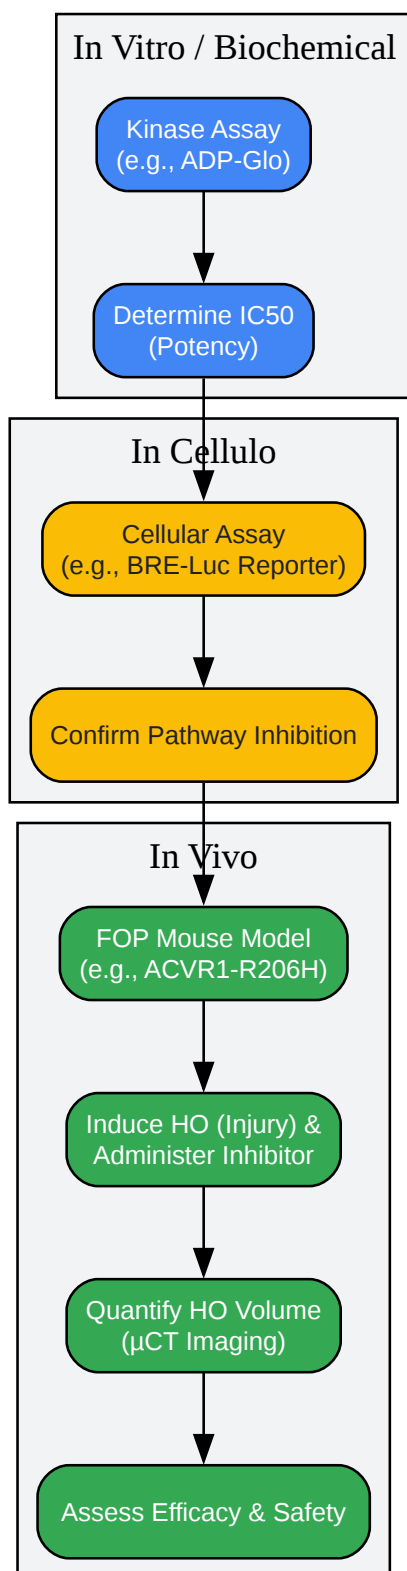 In Vitro / Biochemical
Kinase Assay
(e.g., ADP-Glo)
Determine IC50
(Potency)
In Cellulo
Cellular Assay
(e.g., BRE-Luc Reporter)
Confirm Pathway Inhibition
In Vivo
FOP Mouse Model
(e.g., ACVR1-R206H)
Induce HO (Injury) &
Administer Inhibitor
Quantify HO Volume
(µCT Imaging)
Assess Efficacy & Safety